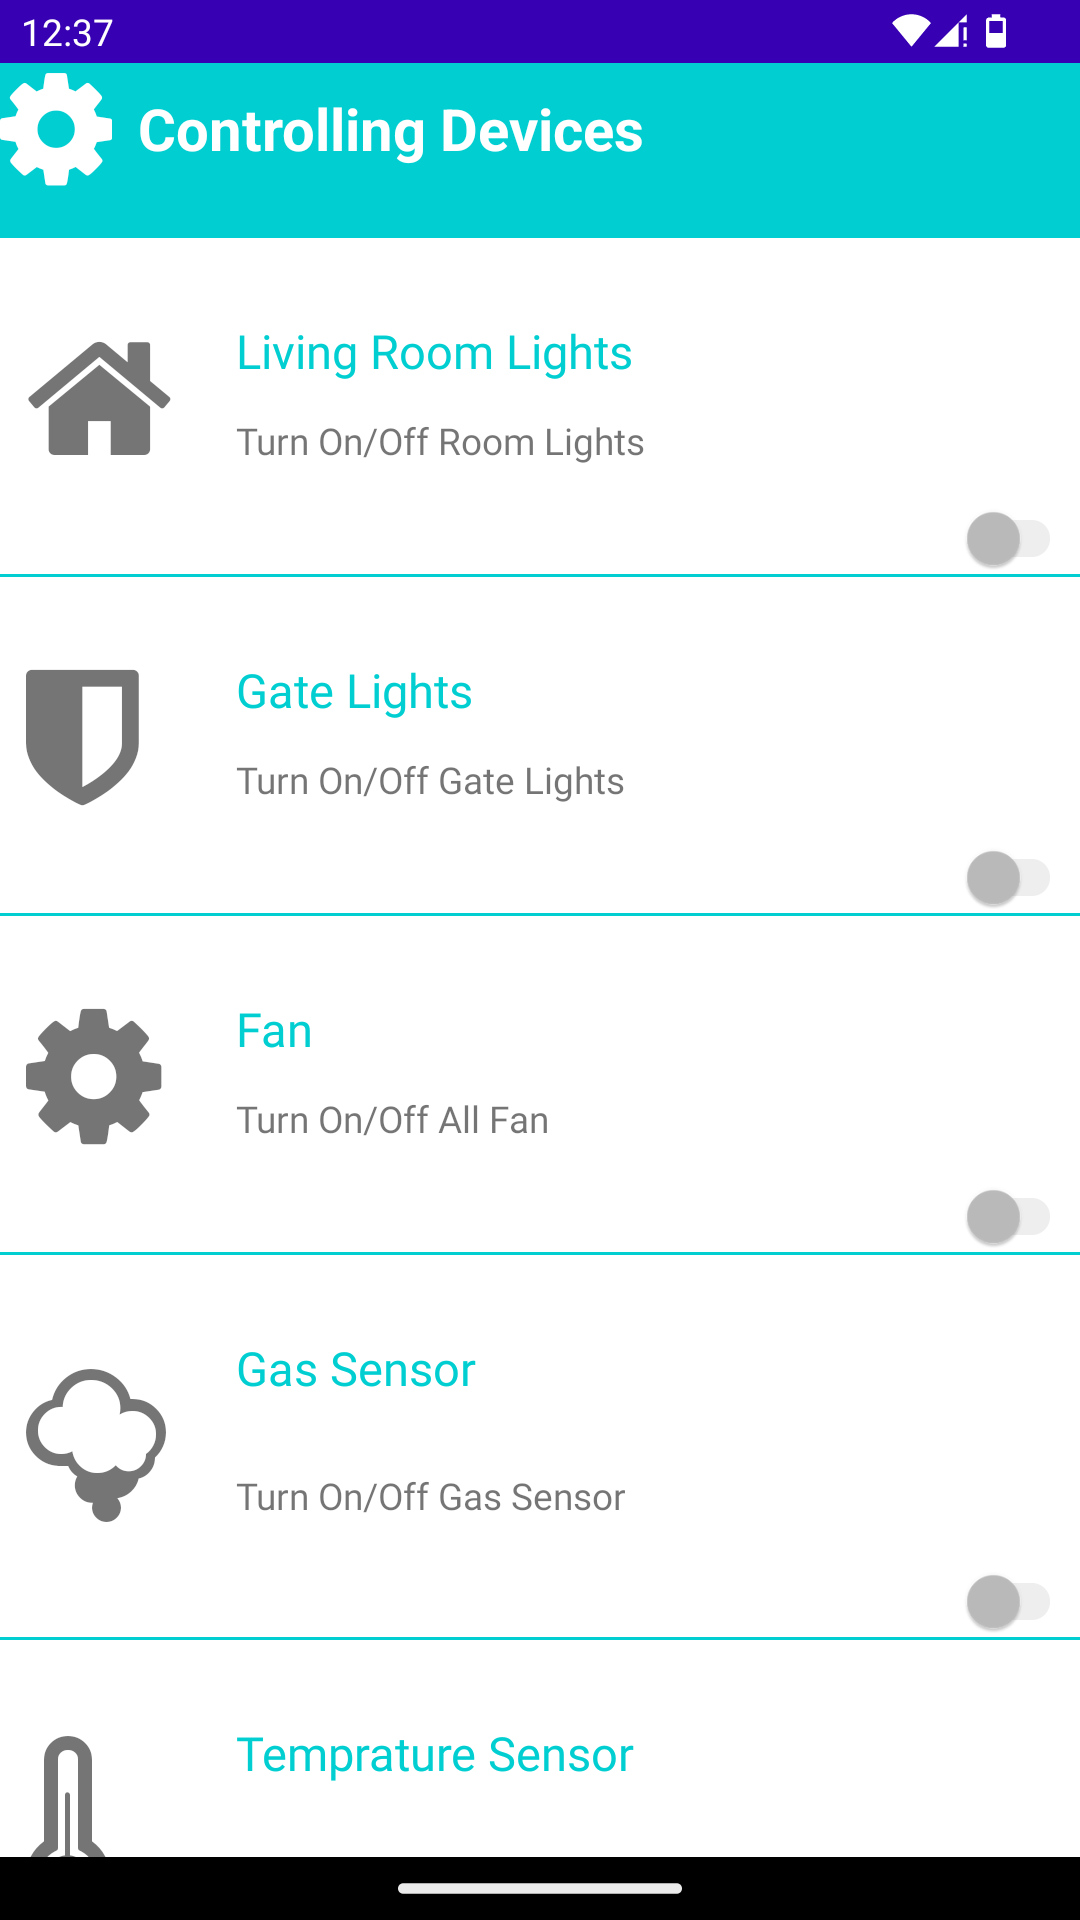 12:37
Controlling Devices
Living Room Lights
Turn On/Off Room Lights
Gate Lights
Turn On/Off Gate Lights
Fan
Turn On/Off All Fan
Gas Sensor
Turn On/Off Gas Sensor
Temprature Sensor